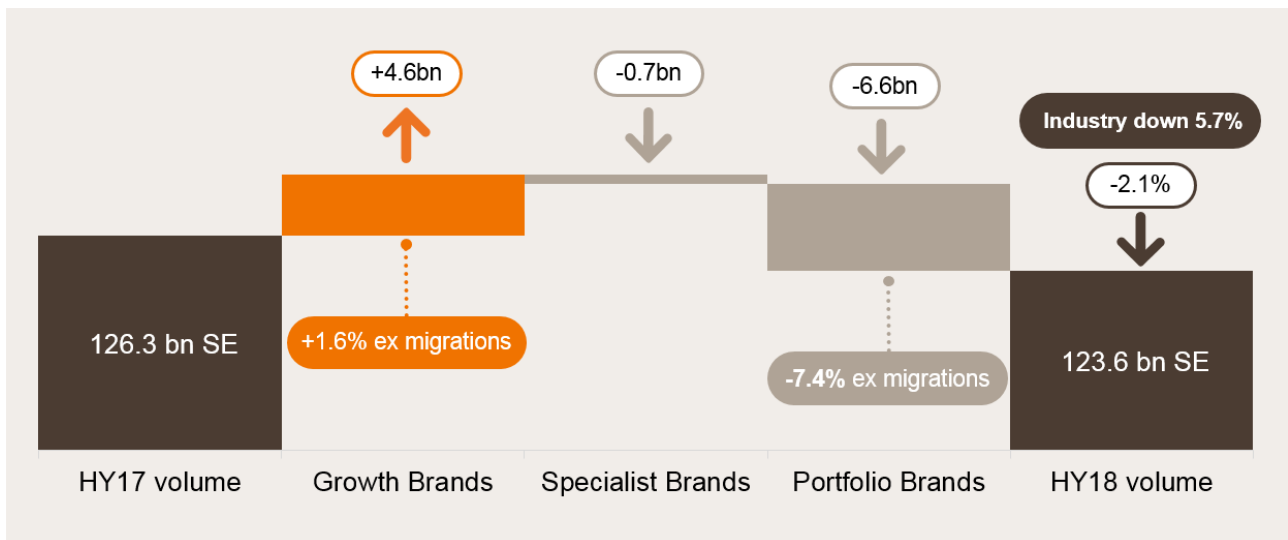 +4.6bn
-0.7bn
-6.6bn
Industry down 5.7%
-2.1%
126.3 bn SE
+1.6% ex migrations
-7.4% ex migrations
123.6 bn SE
HY17 volume
Growth Brands
Specialist Brands
Portfolio Brands
HY18 volume